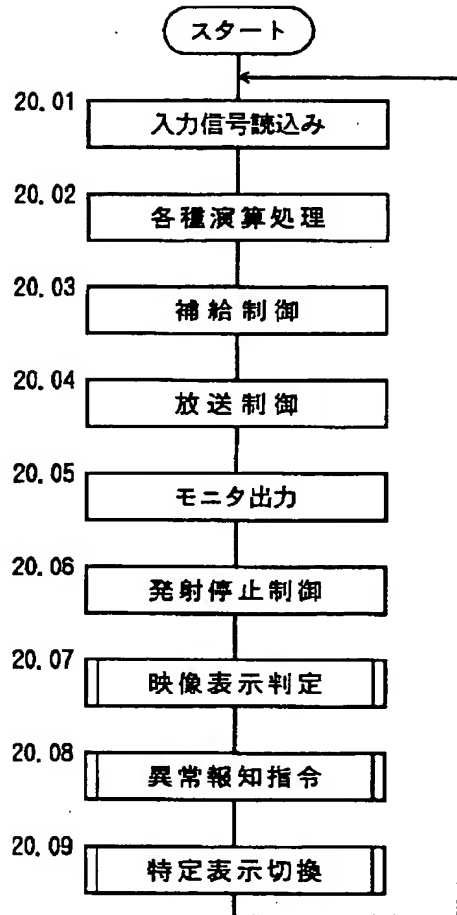 スタート
20.01
入力信号読込み
20.02
各種演算処理
20.03
補給制御
20.04
放送制御
20.05
モニタ出力
20.06
発射停止制御
20.07
映像表示判定
20.08
異常報知指令
20.09
特定表示切換